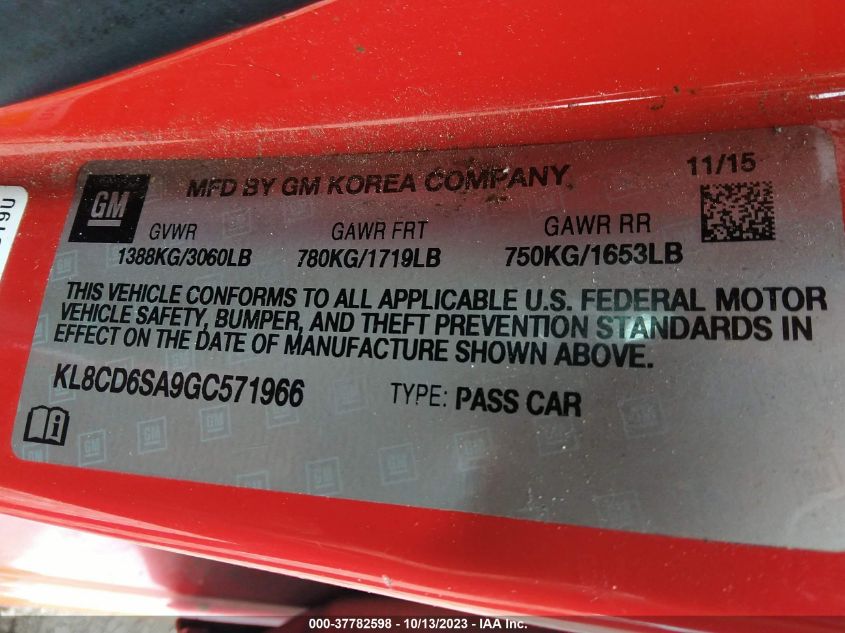 GM
MFD BY GM KOREA COMPANY
11/15
GVWR GAWR FRT GAWR RR
1388KG/3060LB 780KG/1719LB 750KG/1653LB
THIS VEHICLE CONFORMS TO ALL APPLICABLE U.S. FEDERAL MOTOR
VEHICLE SAFETY, BUMPER, AND THEFT PREVENTION STANDARDS IN
EFFECT ON THE DATE OF MANUFACTURE SHOWN ABOVE.
KL8CD6SA9GC571966 TYPE: PASS CAR
000-37782598 - 10/13/2023 - IAA Inc.